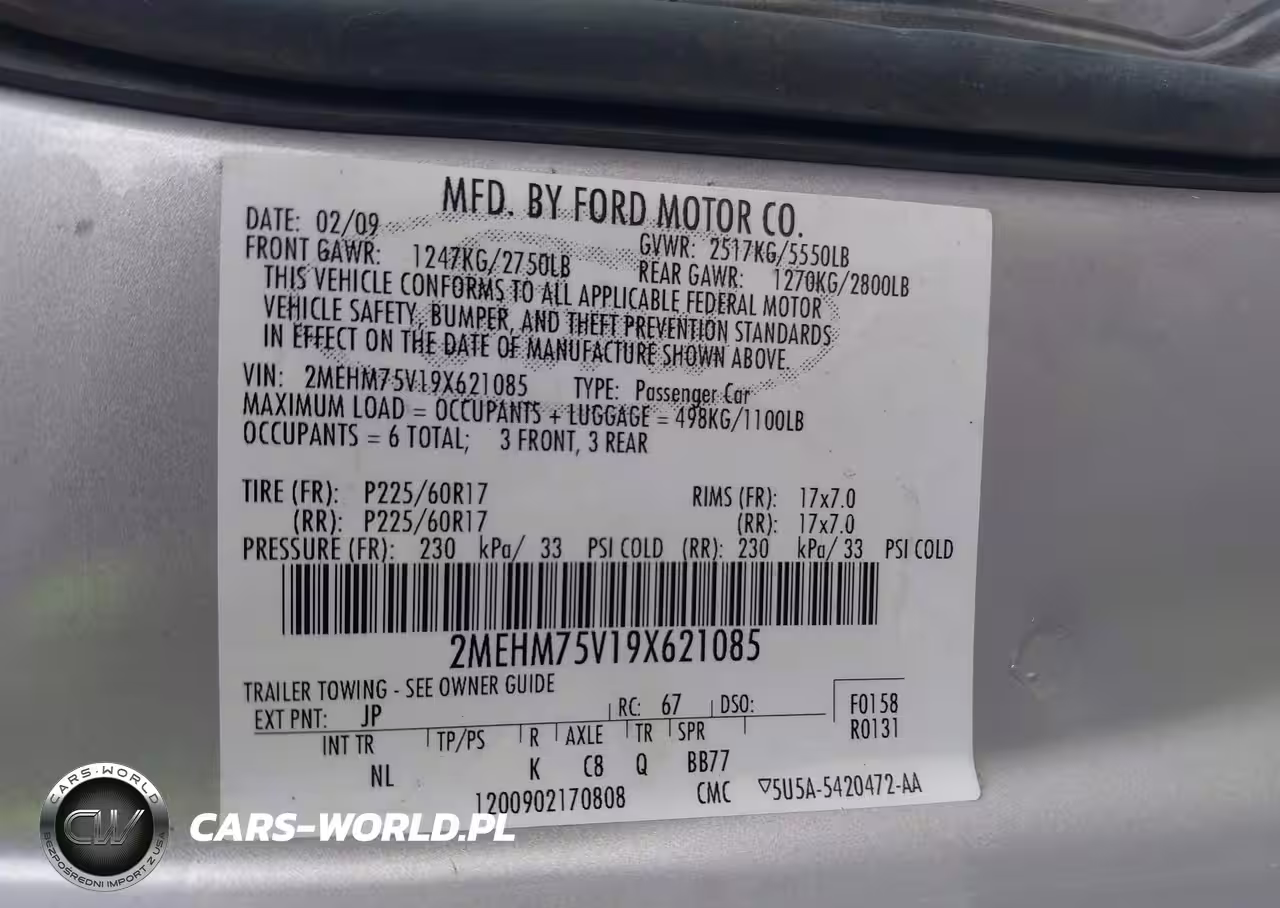 MFD. BY FORD MOTOR CO.
DATE: 02/09 GVWR: 2517KG/5550LB
FRONT GAWR: 1247KG/2750LB REAR GAWR: 1270KG/2800LB
THIS VEHICLE CONFORMS TO ALL APPLICABLE FEDERAL MOTOR
VEHICLE SAFETY, BUMPER, AND THEFT PREVENTION STANDARDS
IN EFFECT ON THE DATE OF MANUFACTURE SHOWN ABOVE.
VIN: 2MEHM75V19X621085 TYPE: Passenger Car
MAXIMUM LOAD = OCCUPANTS + LUGGAGE = 498KG/1100LB
OCCUPANTS = 6 TOTAL; 3 FRONT, 3 REAR
TIRE (FR): P225/60R17 RIMS (FR): 17x7.0
(RR): P225/60R17 (RR): 17x7.0
PRESSURE (FR): 230 kPa/ 33 PSI COLD (RR): 230 kPa/ 33 PSI COLD
2MEHM75V19X621085
TRAILER TOWING - SEE OWNER GUIDE
EXT PNT: JP RC: 67 DSO: F0158
INT TR TP/PS R AXLE TR SPR R0131
NL K C8 Q BB77
1200902170808 CMC ▽5U5A-5420472-AA
CARS-WORLD
CW
BEZPOŚREDNI IMPORT Z USA
CARS-WORLD.PL